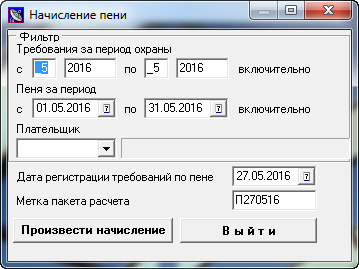 Начисление пени
Фильтр
Требования за период охраны
с _5 2016 по _5 2016 включительно
Пеня за период
с 01.05.2016 ? по 31.05.2016 ? включительно
Плательщик
Дата регистрации требований по пене 27.05.2016 ?
Метка пакета расчета П270516
Произвести начисление В ы й т и